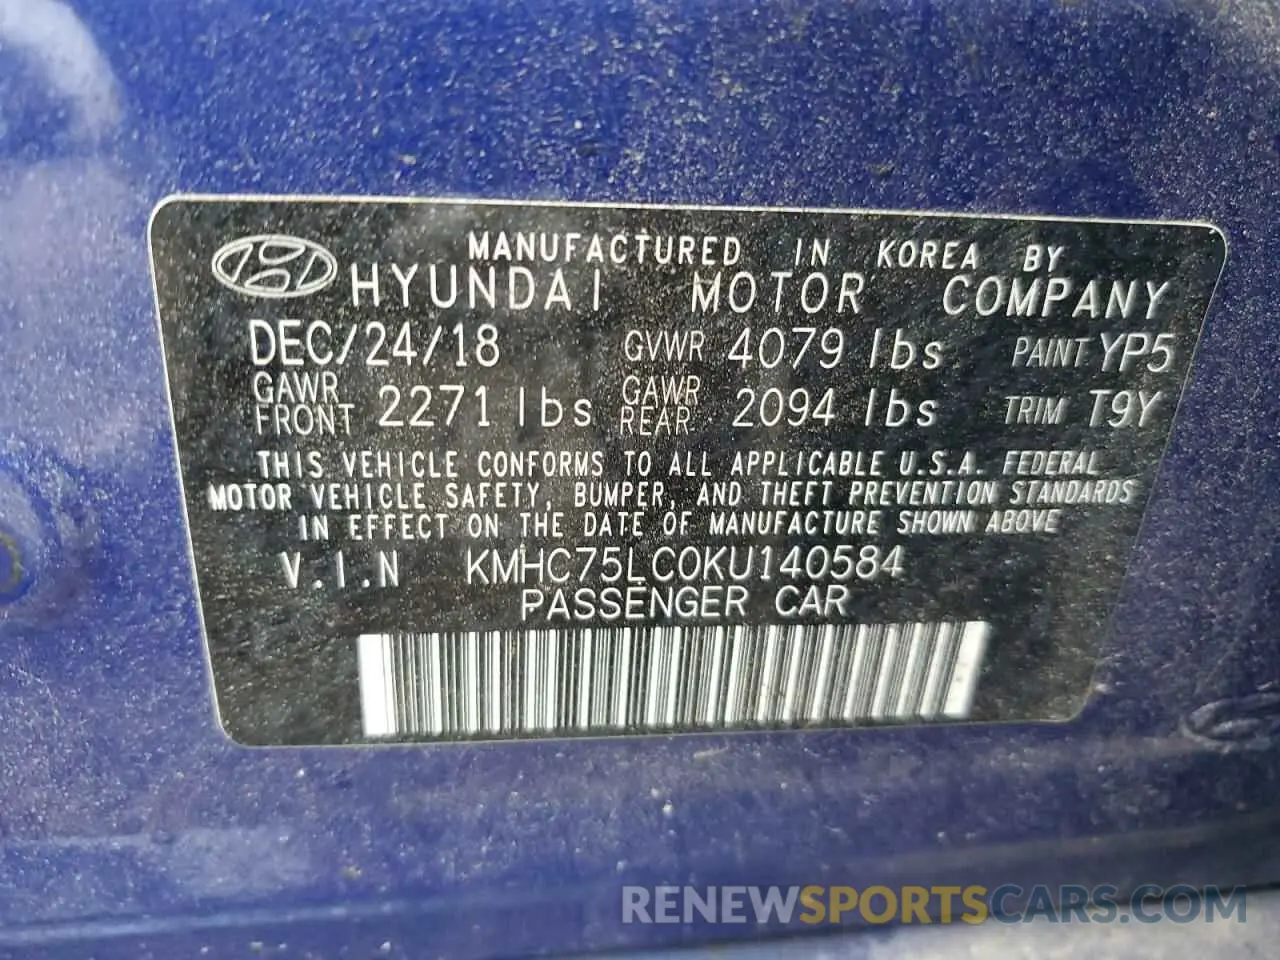 MANUFACTURED IN KOREA BY
HYUNDAI MOTOR COMPANY
DEC/24/18 GVWR 4079 lbs PAINT YP5
GAWR FRONT 2271 lbs GAWR REAR 2094 lbs TRIM T9Y
THIS VEHICLE CONFORMS TO ALL APPLICABLE U.S.A. FEDERAL
MOTOR VEHICLE SAFETY, BUMPER, AND THEFT PREVENTION STANDARDS
IN EFFECT ON THE DATE OF MANUFACTURE SHOWN ABOVE
V.I.N KMHC75LC0KU140584
PASSENGER CAR
RENEWSPORTSCARS.COM